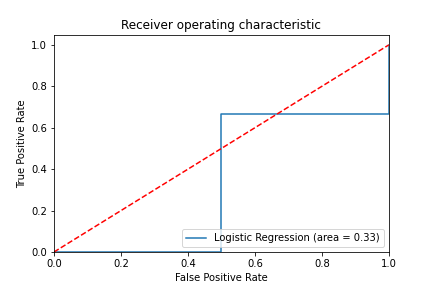 Receiver operating characteristic
1.0
0.8
0.6
0.4
0.2
0.0
True Positive Rate
Logistic Regression (area = 0.33)
0.0 0.2 0.4 0.6 0.8 1.0
False Positive Rate